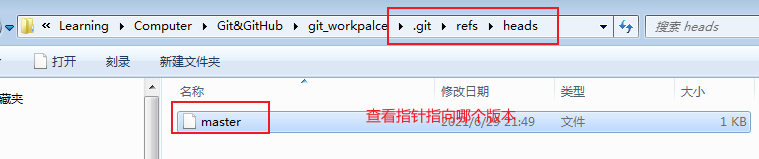 « Learning ▸ Computer ▸ Git&GitHub ▸ git_workpalce ▸ .git ▸ refs ▸ heads ▸
搜索 heads
打开 刻录 新建文件夹
藏夹
名称 修改日期 类型 大小
master 2021/6/29 21:49 文件 1 KB
查看指针指向哪个版本